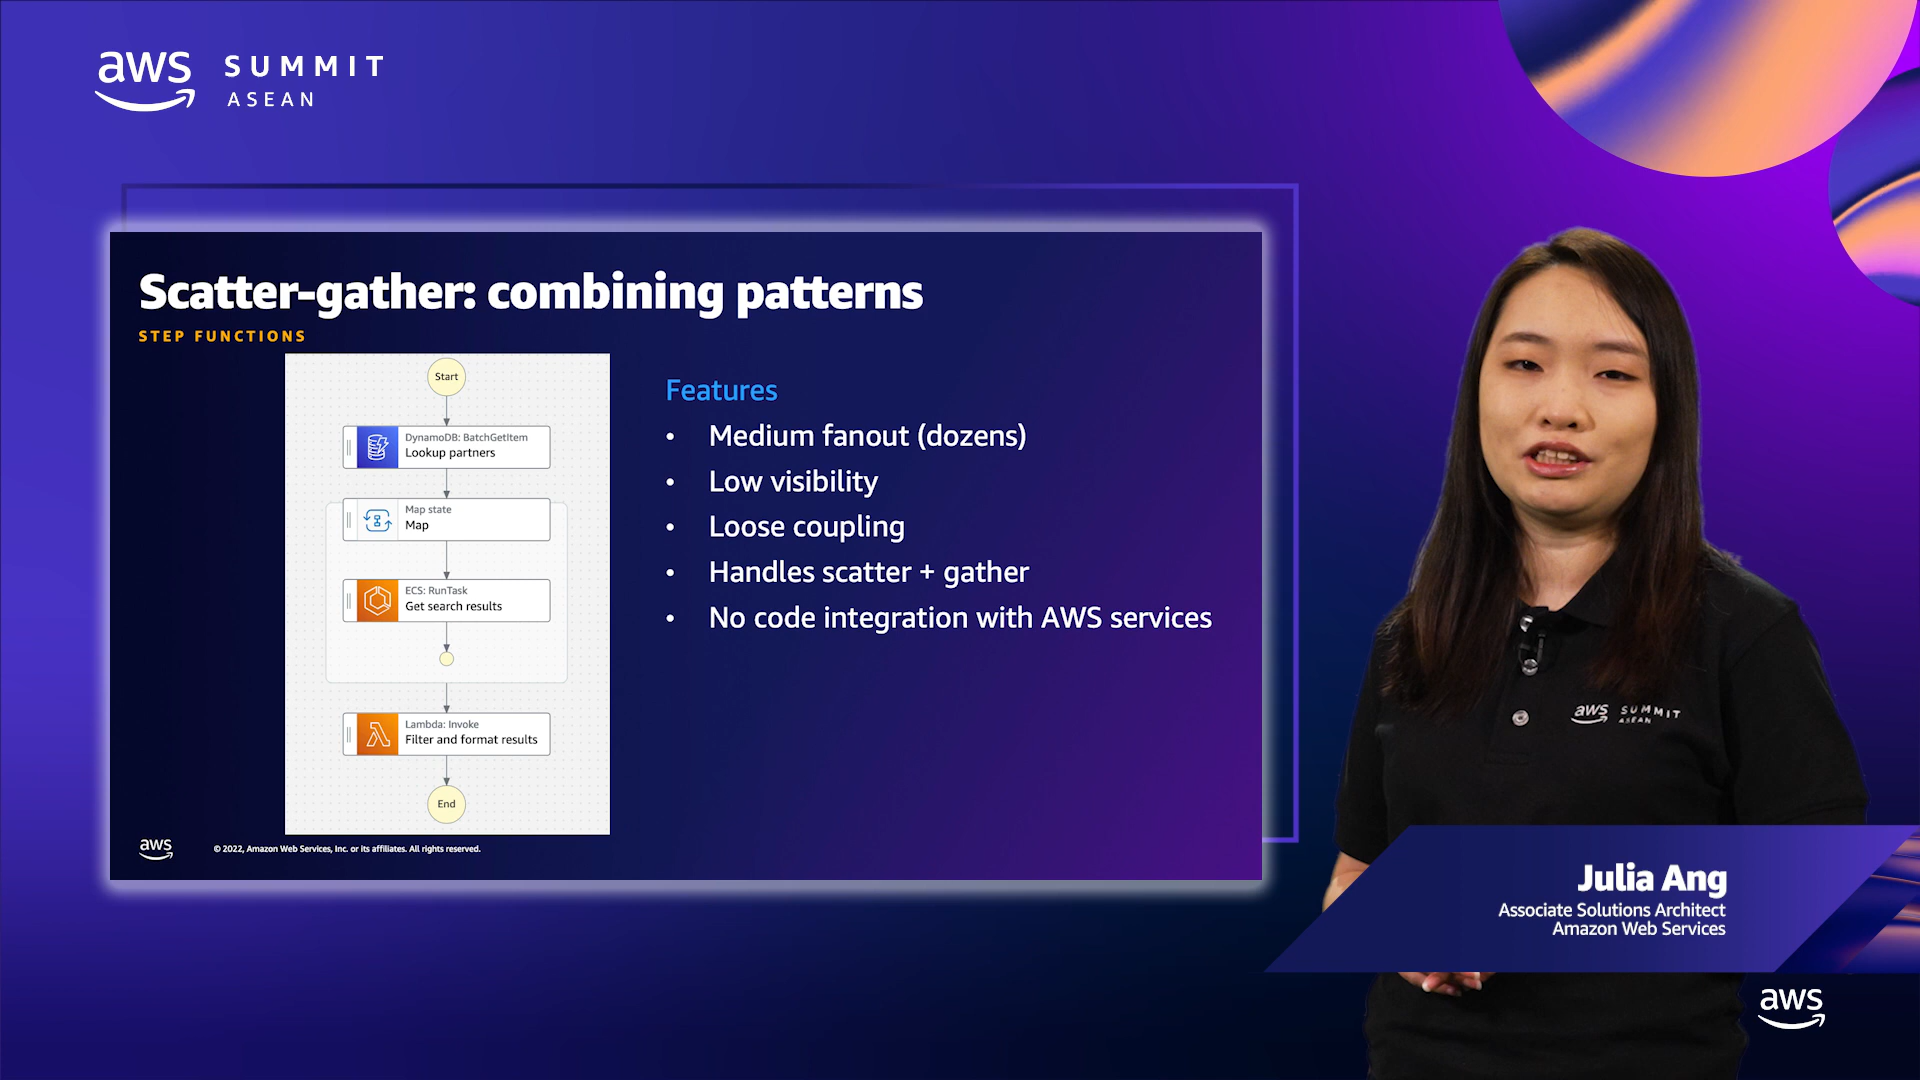 aws SUMMIT
ASEAN
Scatter-gather: combining patterns
STEP FUNCTIONS
Start
DynamoDB: BatchGetItem
Lookup partners
Map state
Map
ECS: RunTask
Get search results
Lambda: Invoke
Filter and format results
End
Features
• Medium fanout (dozens)
• Low visibility
• Loose coupling
• Handles scatter + gather
• No code integration with AWS services
aws
© 2022, Amazon Web Services, Inc. or its affiliates. All rights reserved.
aws SUMMIT
ASEAN
Julia Ang
Associate Solutions Architect
Amazon Web Services
aws